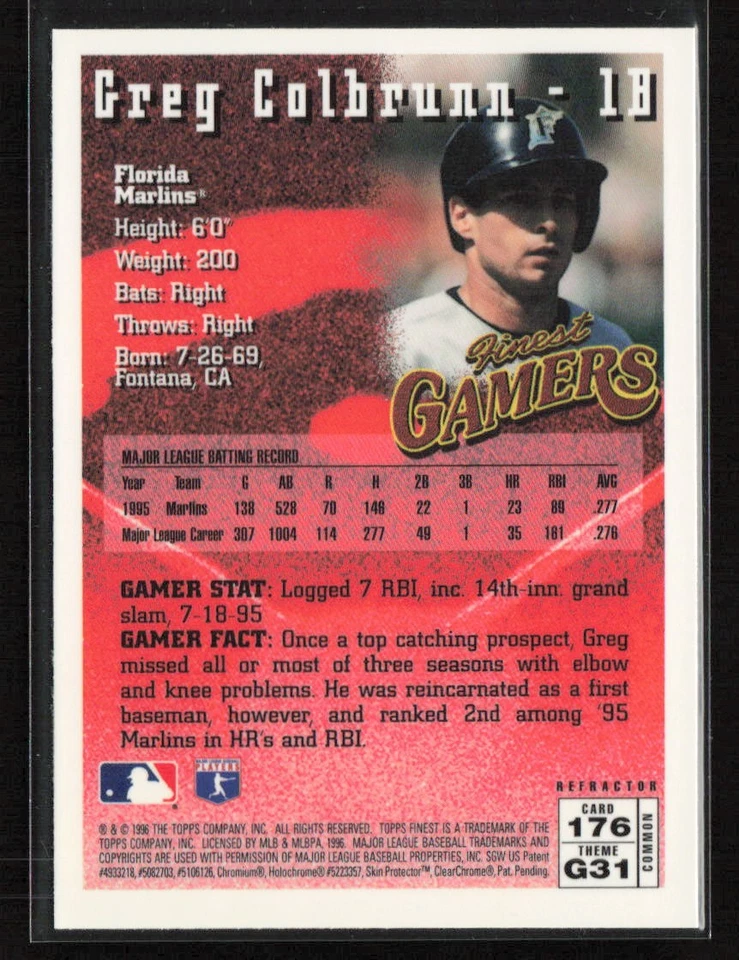 Greg Colbrunn - 1B
F
Florida
Marlins®
Height: 6'0"
Weight: 200
Bats: Right
Throws: Right
Born: 7-26-69,
Fontana, CA
Finest
GAMERS
MAJOR LEAGUE BATTING RECORD
Year Team G AB R H 2B 3B HR RBI AVG
1995 Marlins 138 528 70 146 22 1 23 89 .277
Major League Career 307 1004 114 277 49 1 35 161 .276
GAMER STAT: Logged 7 RBI, inc. 14th-inn. grand
slam, 7-18-95
GAMER FACT: Once a top catching prospect, Greg
missed all or most of three seasons with elbow
and knee problems. He was reincarnated as a first
baseman, however, and ranked 2nd among '95
Marlins in HR's and RBI.
MAJOR LEAGUE BASEBALL
PLAYERS
REFRACTOR
CARD
176
THEME
G31
COMMON
® & © 1996 THE TOPPS COMPANY, INC. ALL RIGHTS RESERVED. TOPPS FINEST IS A TRADEMARK OF THE
TOPPS COMPANY, INC. LICENSED BY MLB & MLBPA, 1996. MAJOR LEAGUE BASEBALL TRADEMARKS AND
COPYRIGHTS ARE USED WITH PERMISSION OF MAJOR LEAGUE BASEBALL PROPERTIES, INC. SGW US Patent
#4933218, #5082703, #5106126, Chromium®, Holochrome® #5223357, Skin Protector™, ClearChrome®, Pat. Pending.